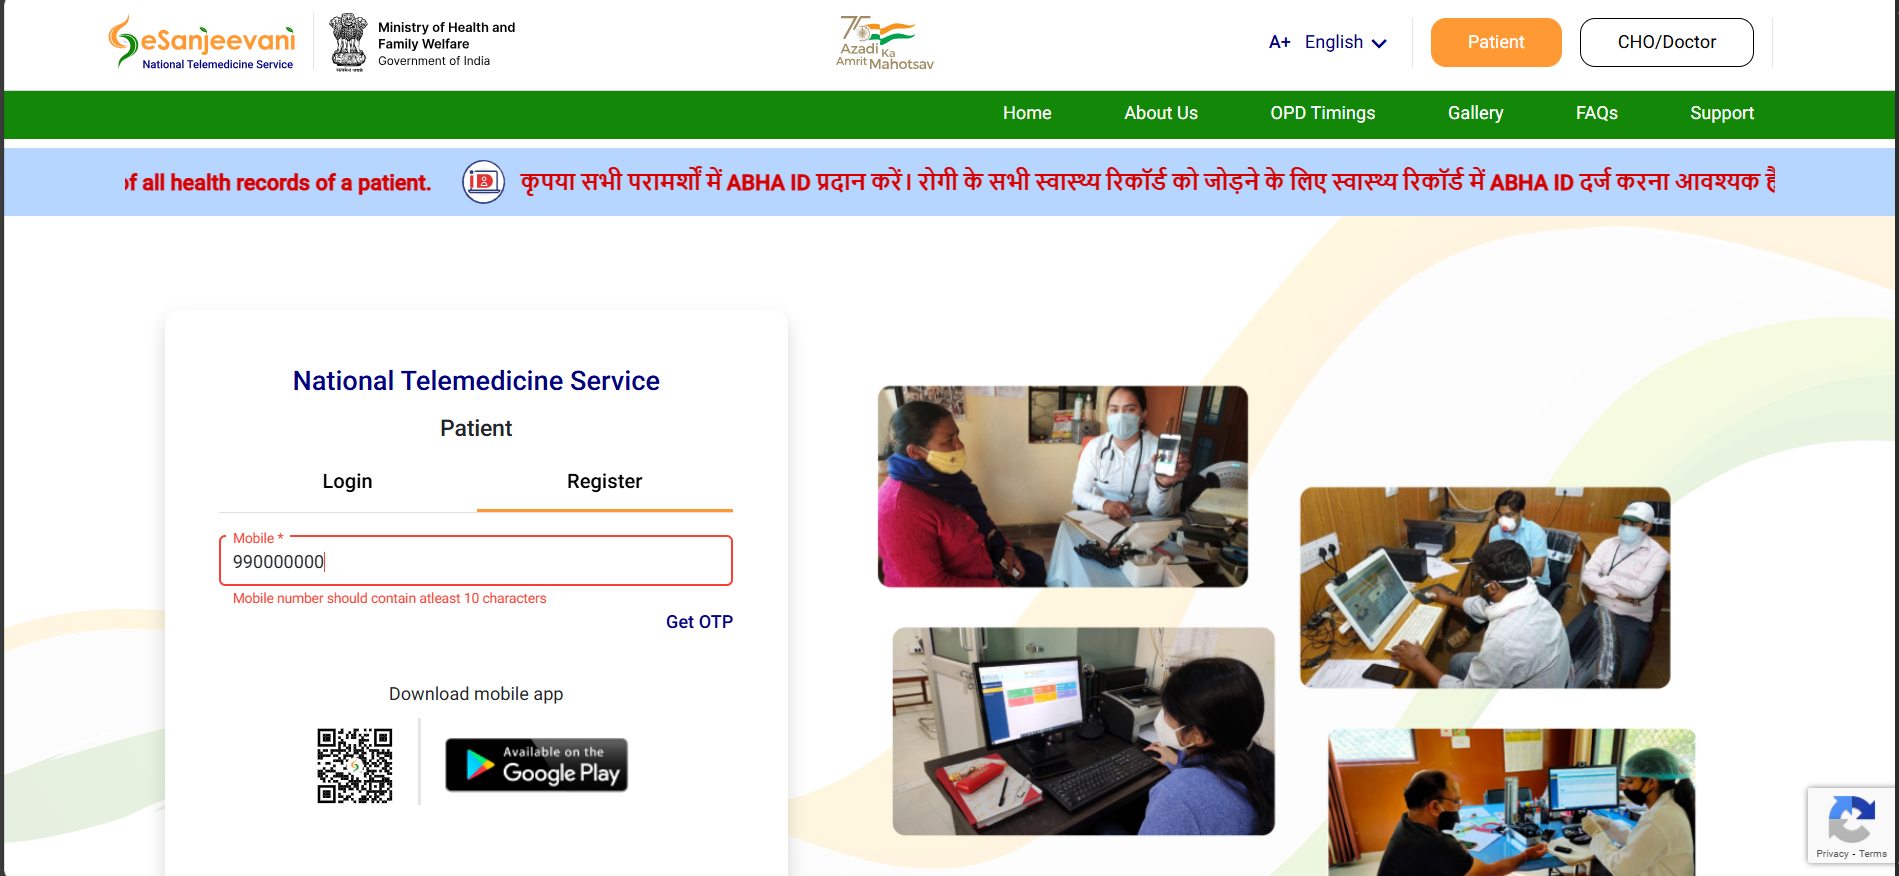 eSanjeevani
National Telemedicine Service
Ministry of Health and
Family Welfare
Government of India
75
Azadi Ka
Amrit Mahotsav
A+ English
Patient
CHO/Doctor
Home About Us OPD Timings Gallery FAQs Support
of all health records of a patient. कृपया सभी परामर्शों में ABHA ID प्रदान करें। रोगी के सभी स्वास्थ्य रिकॉर्ड को जोड़ने के लिए स्वास्थ्य रिकॉर्ड में ABHA ID दर्ज करना आवश्यक है
National Telemedicine Service
Patient
Login Register
Mobile *
990000000
Mobile number should contain atleast 10 characters
Get OTP
Download mobile app
Available on the
Google Play
Privacy - Terms